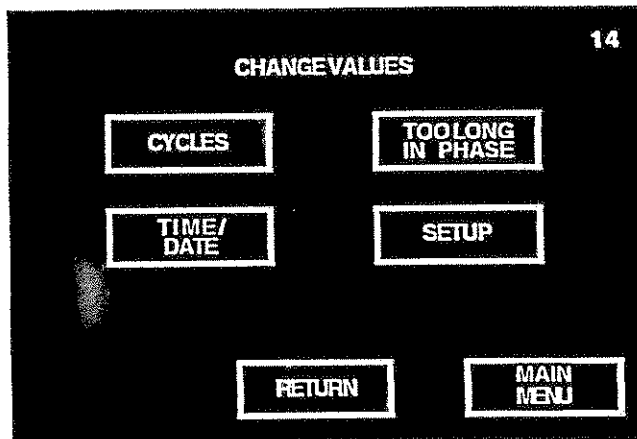 14
CHANGEVALUES
CYCLES
TOOLONG
IN PHASE
TIME/
DATE
SETUP
RETURN
MAIN
MENU